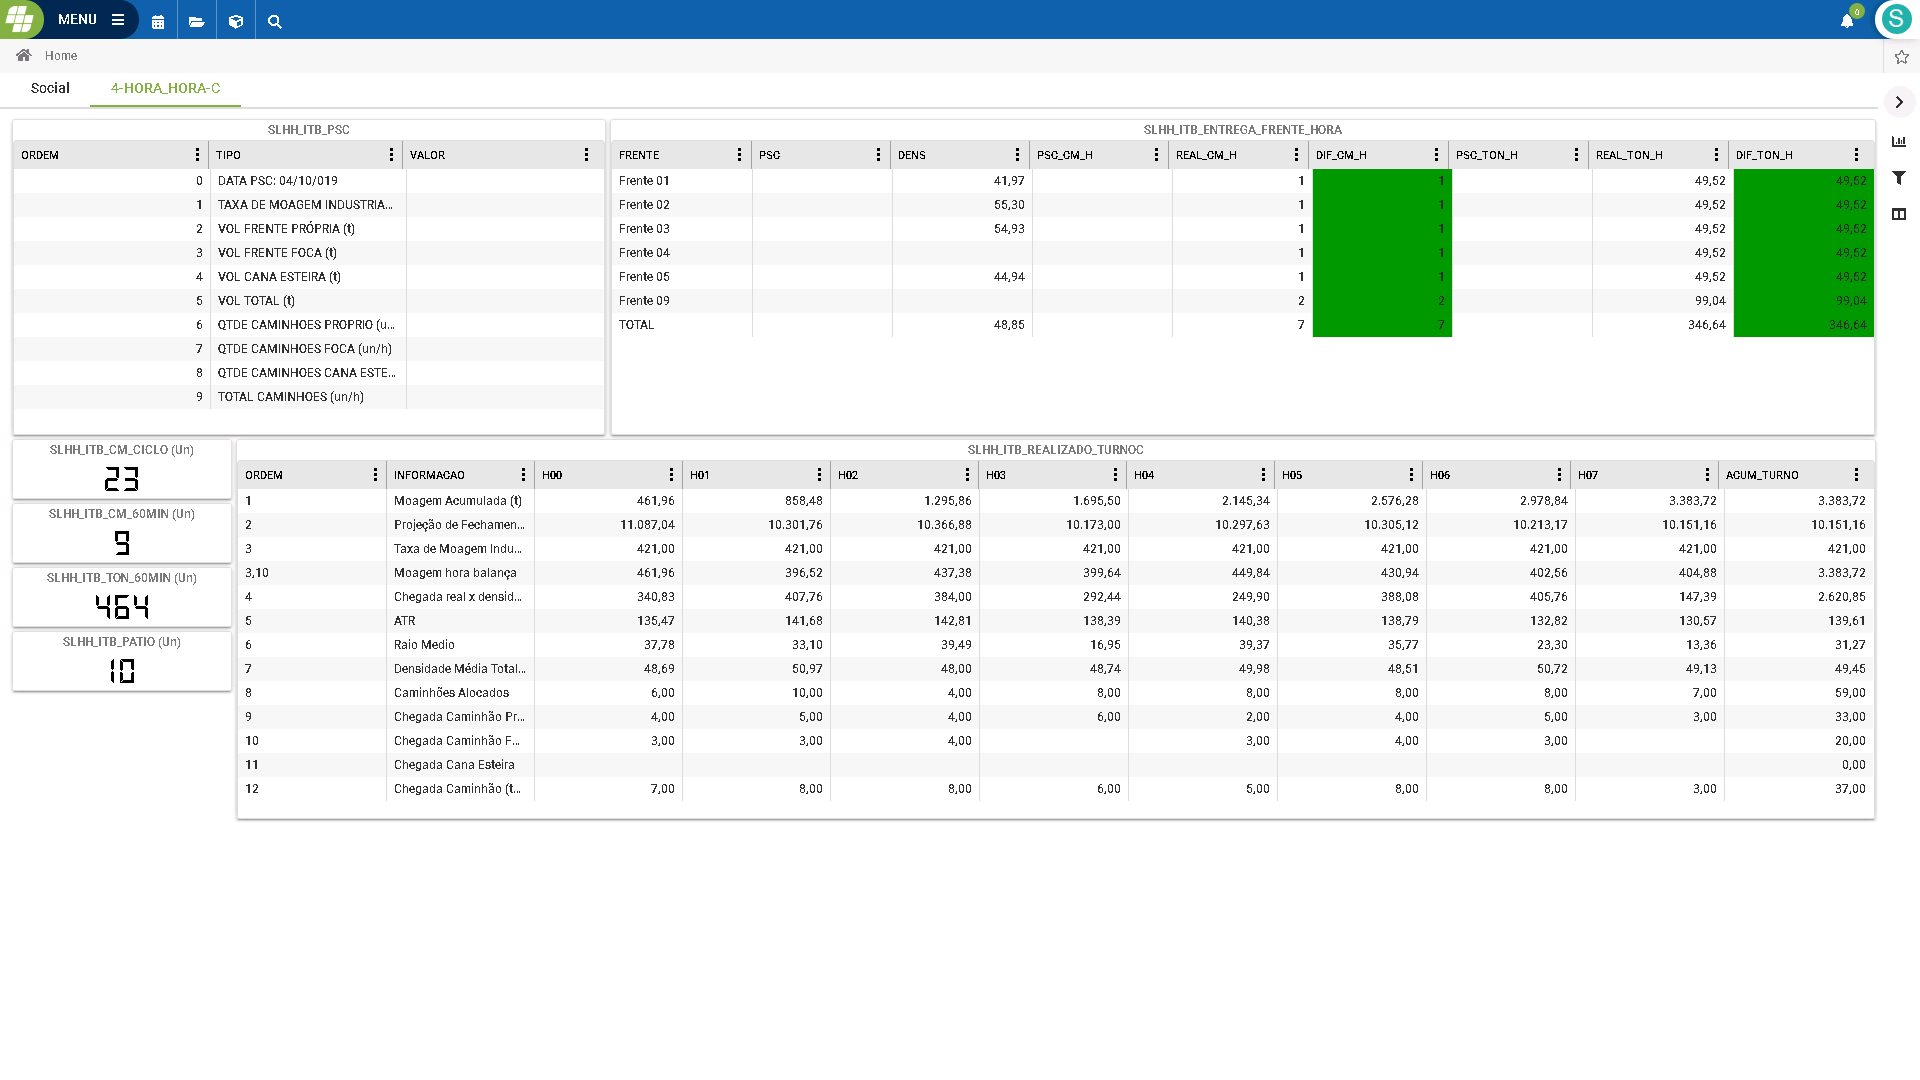 MENU
0
S
Home
Social
4-HORA_HORA-C
SLHH_ITB_PSC
ORDEM TIPO VALOR
0 DATA PSC: 04/10/019
1 TAXA DE MOAGEM INDUSTRIA...
2 VOL FRENTE PRÓPRIA (t)
3 VOL FRENTE FOCA (t)
4 VOL CANA ESTEIRA (t)
5 VOL TOTAL (t)
6 QTDE CAMINHOES PROPRIO (u...
7 QTDE CAMINHOES FOCA (un/h)
8 QTDE CAMINHOES CANA ESTE...
9 TOTAL CAMINHOES (un/h)
SLHH_ITB_ENTREGA_FRENTE_HORA
FRENTE PSC DENS PSC_CM_H REAL_CM_H DIF_CM_H PSC_TON_H REAL_TON_H DIF_TON_H
Frente 01 41,97 1 1 49,52 49,52
Frente 02 55,30 1 1 49,52 49,52
Frente 03 54,93 1 1 49,52 49,52
Frente 04 1 1 49,52 49,52
Frente 05 44,94 1 1 49,52 49,52
Frente 09 2 2 99,04 99,04
TOTAL 48,85 7 7 346,64 346,64
SLHH_ITB_CM_CICLO (Un)
23
SLHH_ITB_CM_60MIN (Un)
9
SLHH_ITB_TON_60MIN (Un)
464
SLHH_ITB_PATIO (Un)
10
SLHH_ITB_REALIZADO_TURNOC
ORDEM INFORMACAO H00 H01 H02 H03 H04 H05 H06 H07 ACUM_TURNO
1 Moagem Acumulada (t) 461,96 858,48 1.295,86 1.695,50 2.145,34 2.576,28 2.978,84 3.383,72 3.383,72
2 Projeção de Fechamen... 11.087,04 10.301,76 10.366,88 10.173,00 10.297,63 10.305,12 10.213,17 10.151,16 10.151,16
3 Taxa de Moagem Indu... 421,00 421,00 421,00 421,00 421,00 421,00 421,00 421,00 421,00
3,10 Moagem hora balança 461,96 396,52 437,38 399,64 449,84 430,94 402,56 404,88 3.383,72
4 Chegada real x densid... 340,83 407,76 384,00 292,44 249,90 388,08 405,76 147,39 2.620,85
5 ATR 135,47 141,68 142,81 138,39 140,38 138,79 132,82 130,57 139,61
6 Raio Medio 37,78 33,10 39,49 16,95 39,37 35,77 23,30 13,36 31,27
7 Densidade Média Total... 48,69 50,97 48,00 48,74 49,98 48,51 50,72 49,13 49,45
8 Caminhões Alocados 6,00 10,00 4,00 8,00 8,00 8,00 8,00 7,00 59,00
9 Chegada Caminhão Pr... 4,00 5,00 4,00 6,00 2,00 4,00 5,00 3,00 33,00
10 Chegada Caminhão F... 3,00 3,00 4,00 3,00 4,00 3,00 20,00
11 Chegada Cana Esteira 0,00
12 Chegada Caminhão (t... 7,00 8,00 8,00 6,00 5,00 8,00 8,00 3,00 37,00